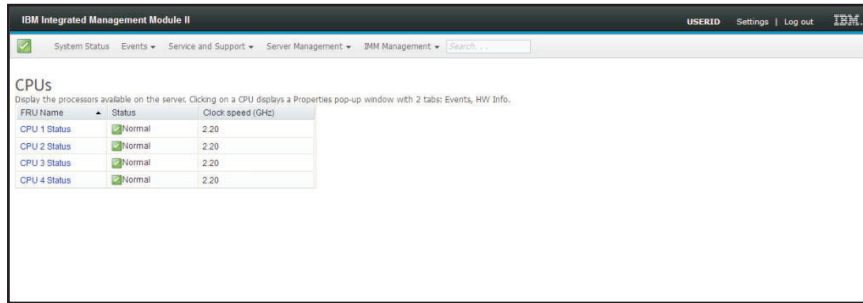 IBM Integrated Management Module II
USERID Settings | Log out IBM.
System Status Events Service and Support Server Management IMM Management Search...
CPUs
Display the processors available on the server. Clicking on a CPU displays a Properties pop-up window with 2 tabs: Events, HW Info.
FRU Name Status Clock speed (GHz)
CPU 1 Status Normal 2.20
CPU 2 Status Normal 2.20
CPU 3 Status Normal 2.20
CPU 4 Status Normal 2.20